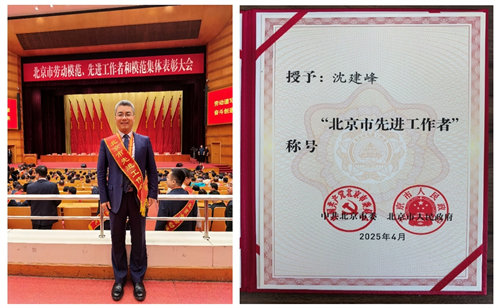 北京市劳动模范、先进工作者和模范集体表彰大会
授予：沈建峰
“北京市先进工作者”
称号
中共北京市委 北京市人民政府
2025年4月